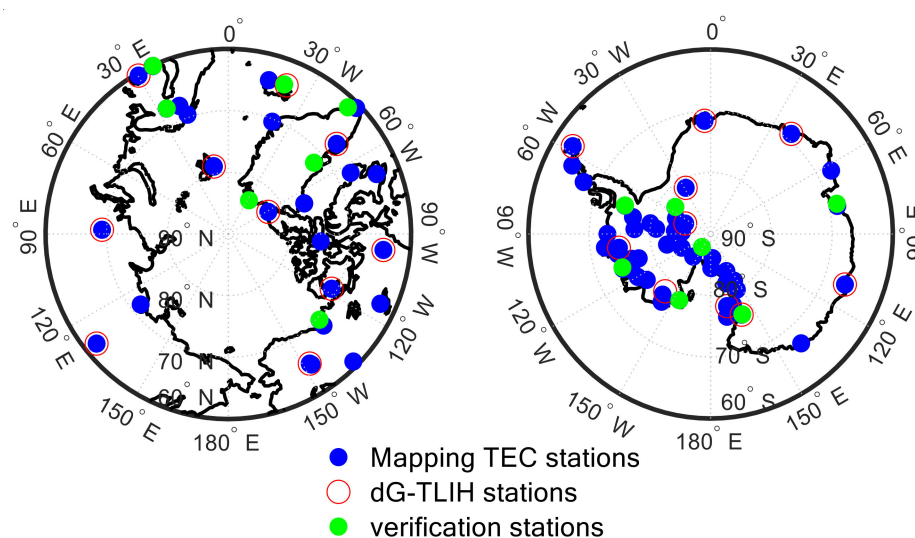 0° 0°
30° E 30° W 30° W 30° E
60° E 60° W 60° W 60° E
90° E 90° W 90° W 90° E
90° N 90° S
80° N 80° S
120° E 120° W 120° W 120° E
70° N 70° S
60° N 60° S
150° E 150° W 150° W 150° E
180° E 180° E
Mapping TEC stations
dG-TLIH stations
verification stations